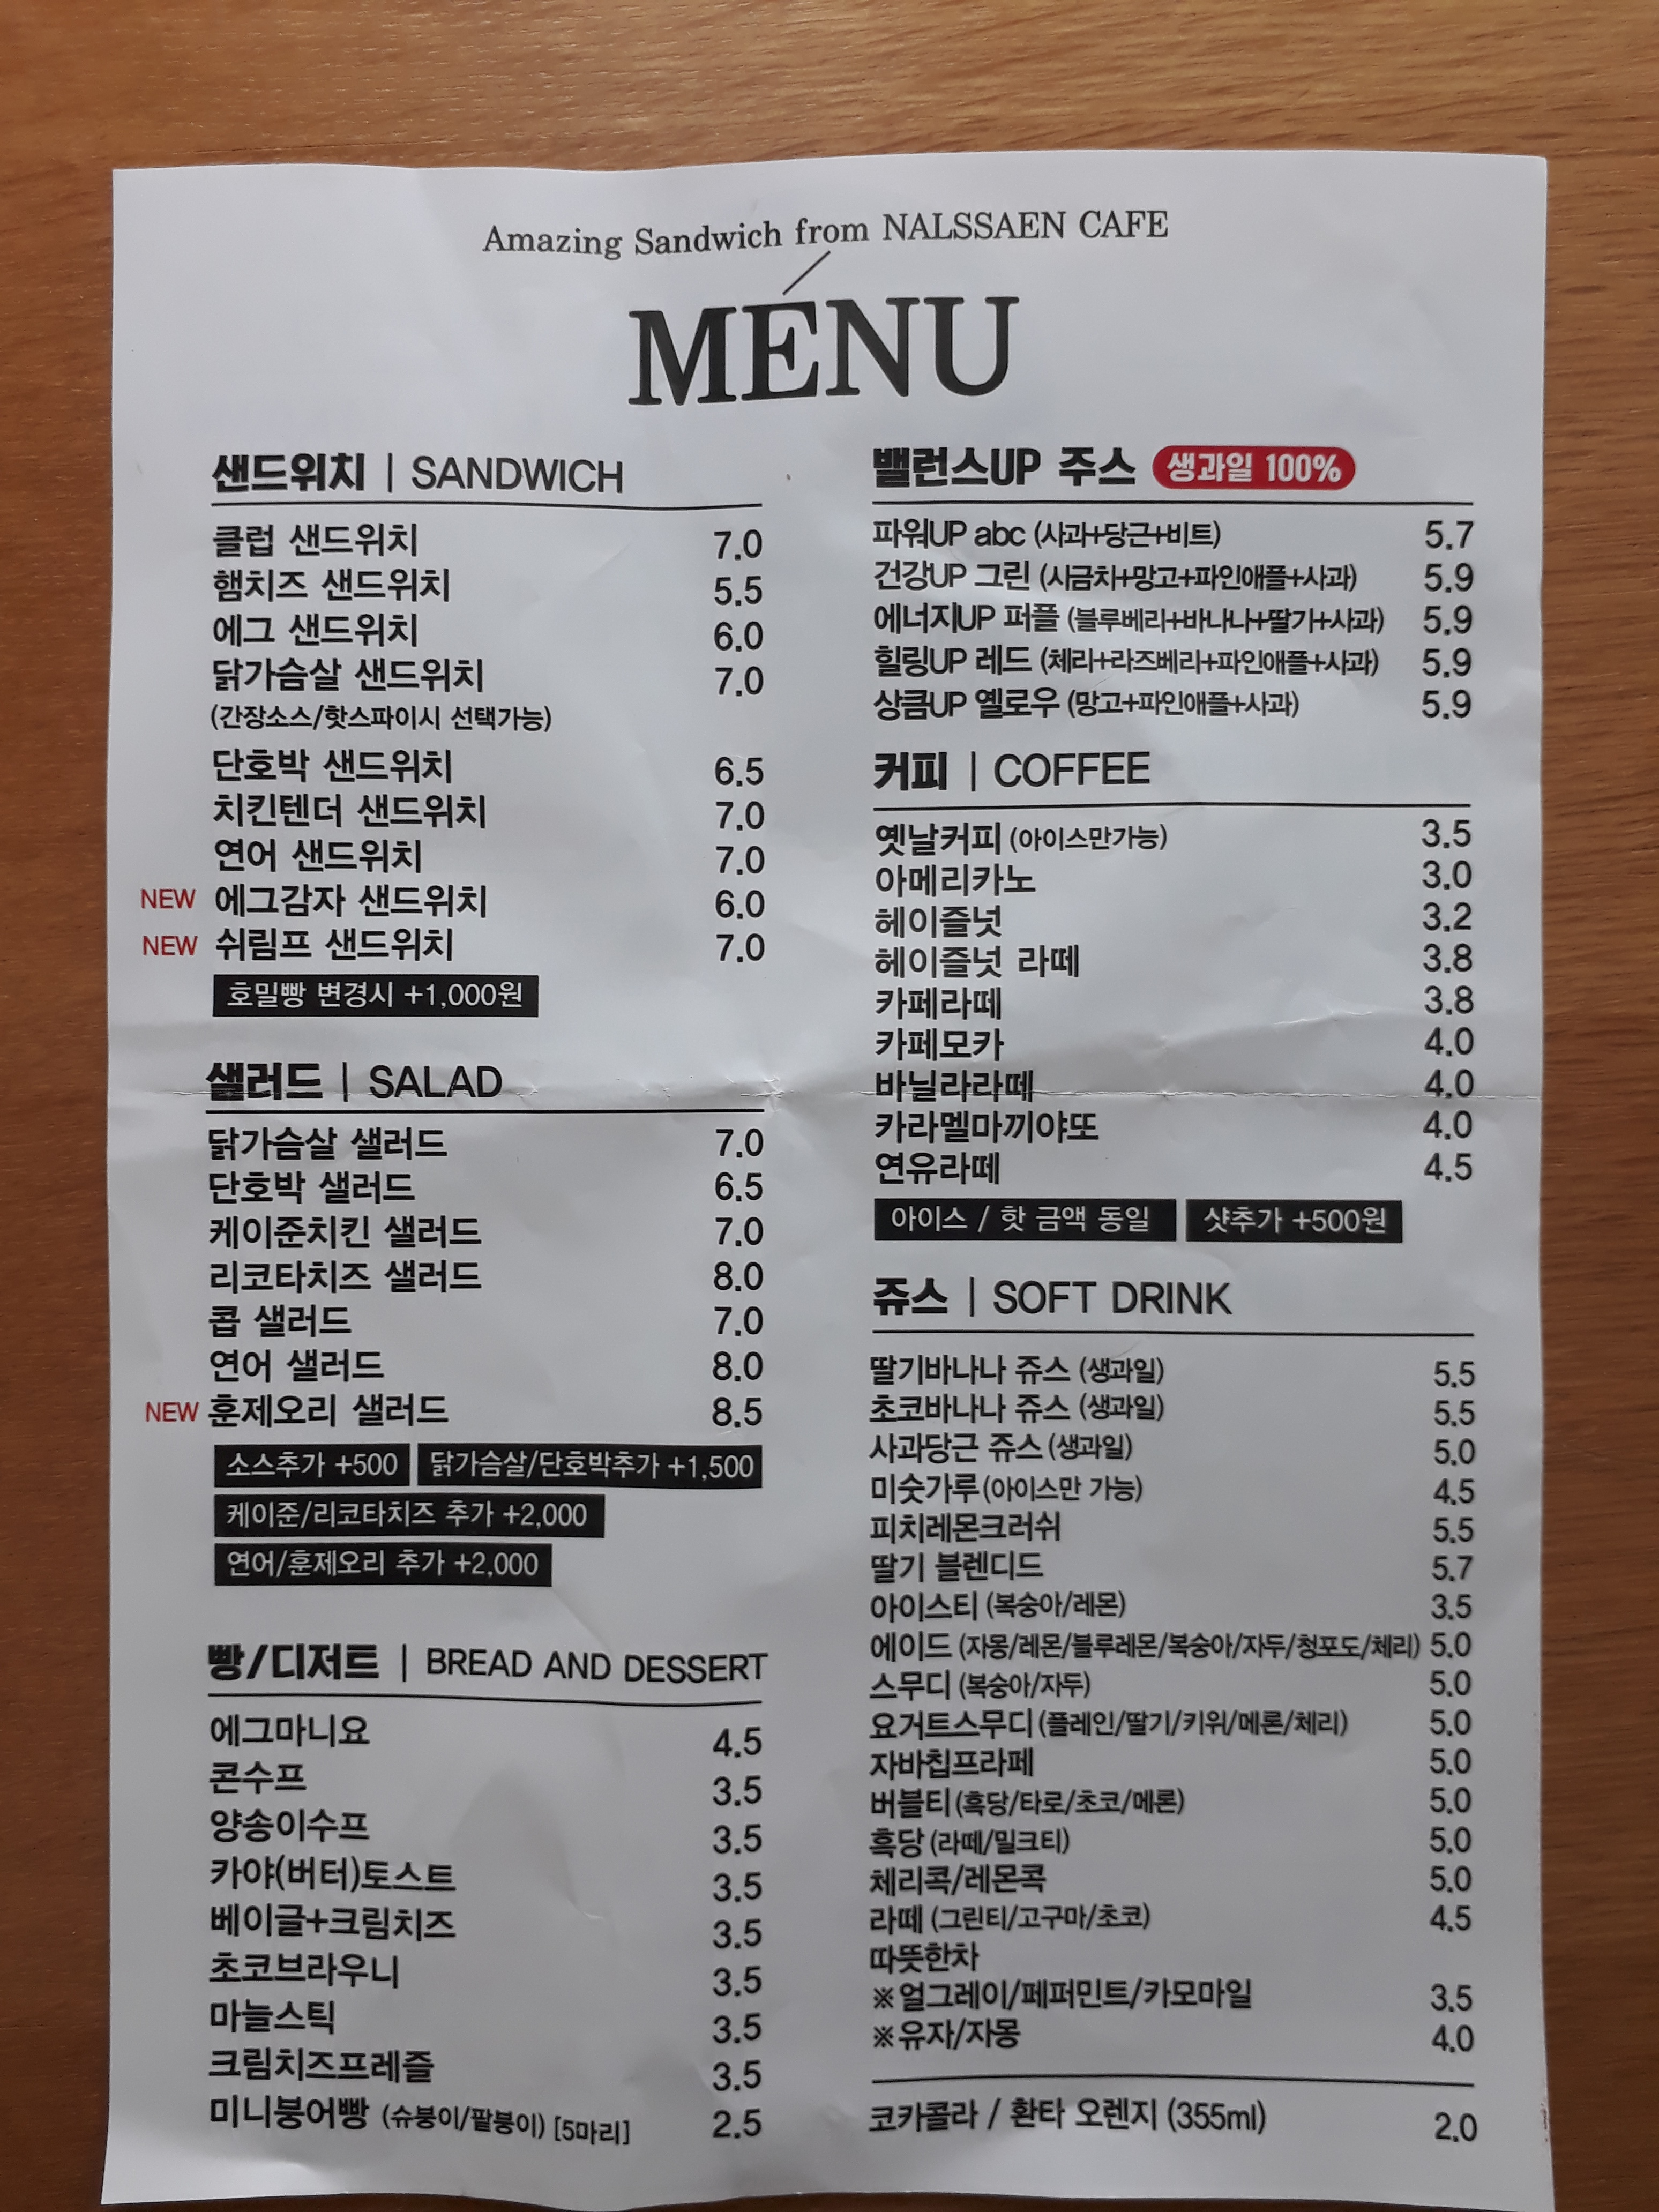 Amazing Sandwich from NALSSAEN CAFE
MENU
샌드위치 | SANDWICH
클럽 샌드위치 7.0
햄치즈 샌드위치 5.5
에그 샌드위치 6.0
닭가슴살 샌드위치 7.0
(간장소스/핫스파이시 선택가능)
단호박 샌드위치 6.5
치킨텐더 샌드위치 7.0
연어 샌드위치 7.0
NEW 에그감자 샌드위치 6.0
NEW 쉬림프 샌드위치 7.0
호밀빵 변경시 +1,000원
샐러드 | SALAD
닭가슴살 샐러드 7.0
단호박 샐러드 6.5
케이준치킨 샐러드 7.0
리코타치즈 샐러드 8.0
콥 샐러드 7.0
연어 샐러드 8.0
NEW 훈제오리 샐러드 8.5
소스추가 +500 닭가슴살/단호박추가 +1,500
케이준/리코타치즈 추가 +2,000
연어/훈제오리 추가 +2,000
빵/디저트 | BREAD AND DESSERT
에그마니요 4.5
콘수프 3.5
양송이수프 3.5
카야(버터)토스트 3.5
베이글+크림치즈 3.5
초코브라우니 3.5
마늘스틱 3.5
크림치즈프레즐 3.5
미니붕어빵 (슈붕이/팥붕이) [5마리] 2.5
밸런스UP 주스 생과일 100%
파워UP abc (사과+당근+비트) 5.7
건강UP 그린 (시금치+망고+파인애플+사과) 5.9
에너지UP 퍼플 (블루베리+바나나+딸기+사과) 5.9
힐링UP 레드 (체리+라즈베리+파인애플+사과) 5.9
상큼UP 옐로우 (망고+파인애플+사과) 5.9
커피 | COFFEE
옛날커피 (아이스만가능) 3.5
아메리카노 3.0
헤이즐넛 3.2
헤이즐넛 라떼 3.8
카페라떼 3.8
카페모카 4.0
바닐라라떼 4.0
카라멜마끼야또 4.0
연유라떼 4.5
아이스 / 핫 금액 동일 샷추가 +500원
쥬스 | SOFT DRINK
딸기바나나 쥬스 (생과일) 5.5
초코바나나 쥬스 (생과일) 5.5
사과당근 쥬스 (생과일) 5.0
미숫가루 (아이스만 가능) 4.5
피치레몬크러쉬 5.5
딸기 블렌디드 5.7
아이스티 (복숭아/레몬) 3.5
에이드 (자몽/레몬/블루레몬/복숭아/자두/청포도/체리) 5.0
스무디 (복숭아/자두) 5.0
요거트스무디 (플레인/딸기/키위/메론/체리) 5.0
자바칩프라페 5.0
버블티 (흑당/타로/초코/메론) 5.0
흑당 (라떼/밀크티) 5.0
체리콕/레몬콕 5.0
라떼 (그린티/고구마/초코) 4.5
따뜻한차
※얼그레이/페퍼민트/카모마일 3.5
※유자/자몽 4.0
코카콜라 / 환타 오렌지 (355ml) 2.0